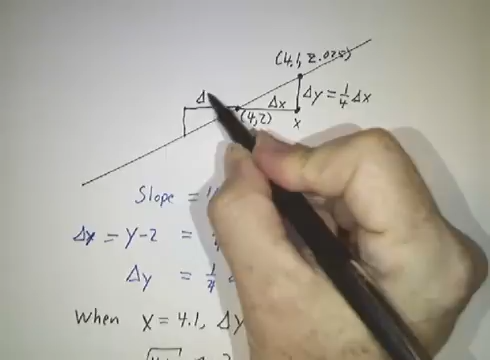 (4.1, 2.025)
Δ
Δx
Δy = 1/4 Δx
(4,2)
x
Slope =
Δx = y-2 =
Δy = 1/4
When x = 4.1, Δy